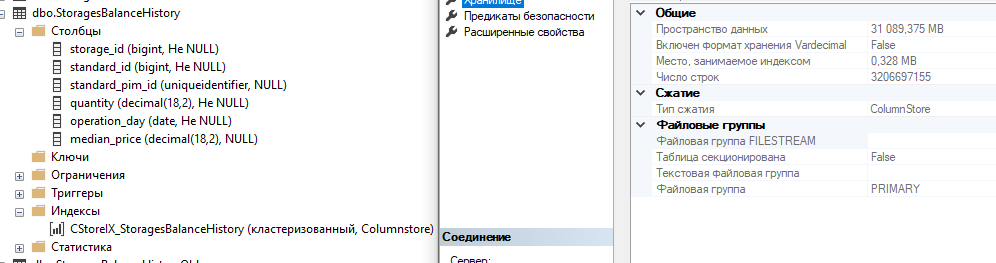 dbo.StoragesBalanceHistory
Столбцы
storage_id (bigint, Не NULL)
standard_id (bigint, Не NULL)
standard_pim_id (uniqueidentifier, NULL)
quantity (decimal(18,2), Не NULL)
operation_day (date, Не NULL)
median_price (decimal(18,2), NULL)
Ключи
Ограничения
Триггеры
Индексы
CStoreIX_StoragesBalanceHistory (кластеризованный, Columnstore)
Статистика
Хранилище
Предикаты безопасности
Расширенные свойства
Соединение
Сервер:
Общие
Пространство данных 31 089,375 MB
Включен формат хранения Vardecimal False
Место, занимаемое индексом 0,328 MB
Число строк 3206697155
Сжатие
Тип сжатия ColumnStore
Файловые группы
Файловая группа FILESTREAM
Таблица секционирована False
Текстовая файловая группа
Файловая группа PRIMARY